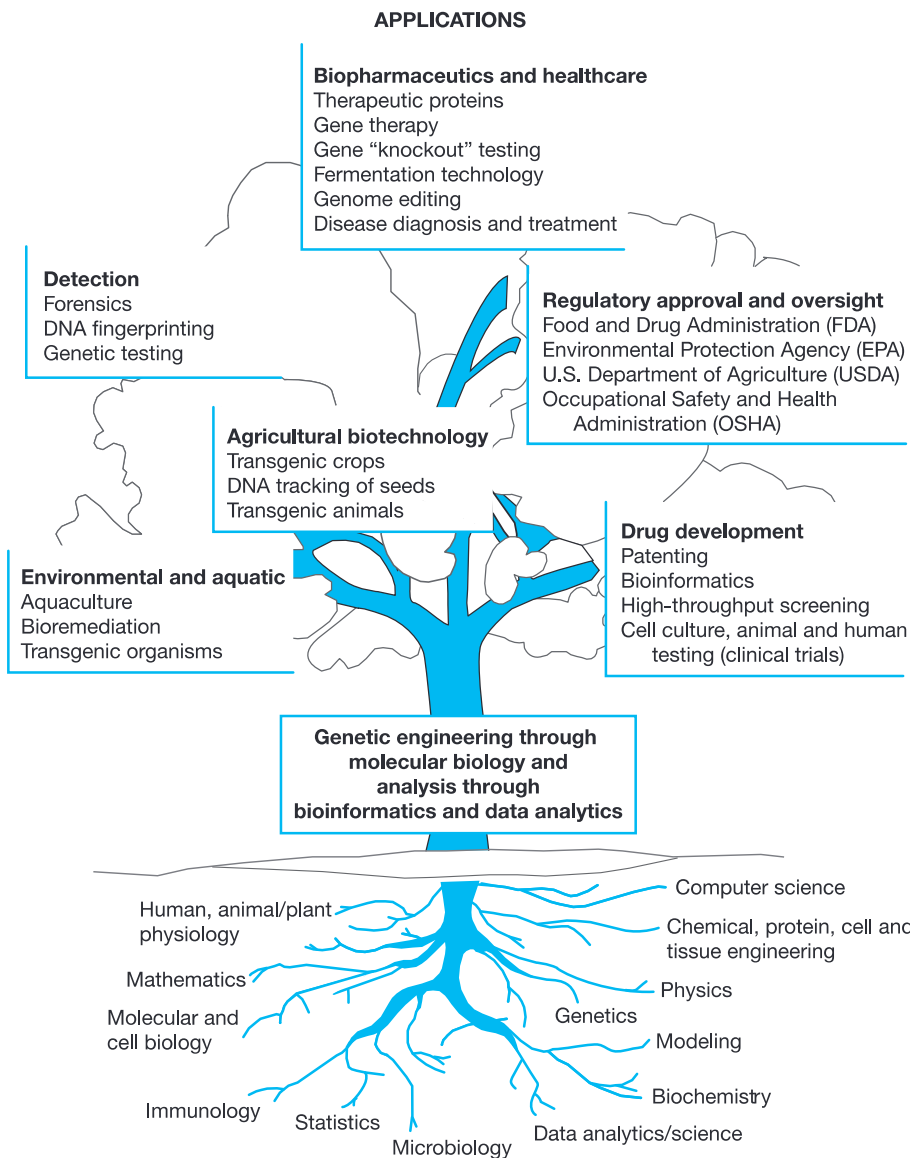 APPLICATIONS
Biopharmaceutics and healthcare
Therapeutic proteins
Gene therapy
Gene “knockout” testing
Fermentation technology
Genome editing
Disease diagnosis and treatment
Detection
Forensics
DNA fingerprinting
Genetic testing
Regulatory approval and oversight
Food and Drug Administration (FDA)
Environmental Protection Agency (EPA)
U.S. Department of Agriculture (USDA)
Occupational Safety and Health
Administration (OSHA)
Agricultural biotechnology
Transgenic crops
DNA tracking of seeds
Transgenic animals
Drug development
Patenting
Bioinformatics
High-throughput screening
Cell culture, animal and human
testing (clinical trials)
Environmental and aquatic
Aquaculture
Bioremediation
Transgenic organisms
Genetic engineering through
molecular biology and
analysis through
bioinformatics and data analytics
Computer science
Human, animal/plant
physiology
Chemical, protein, cell and
tissue engineering
Mathematics
Physics
Molecular and
cell biology
Genetics
Modeling
Immunology
Biochemistry
Statistics
Data analytics/science
Microbiology